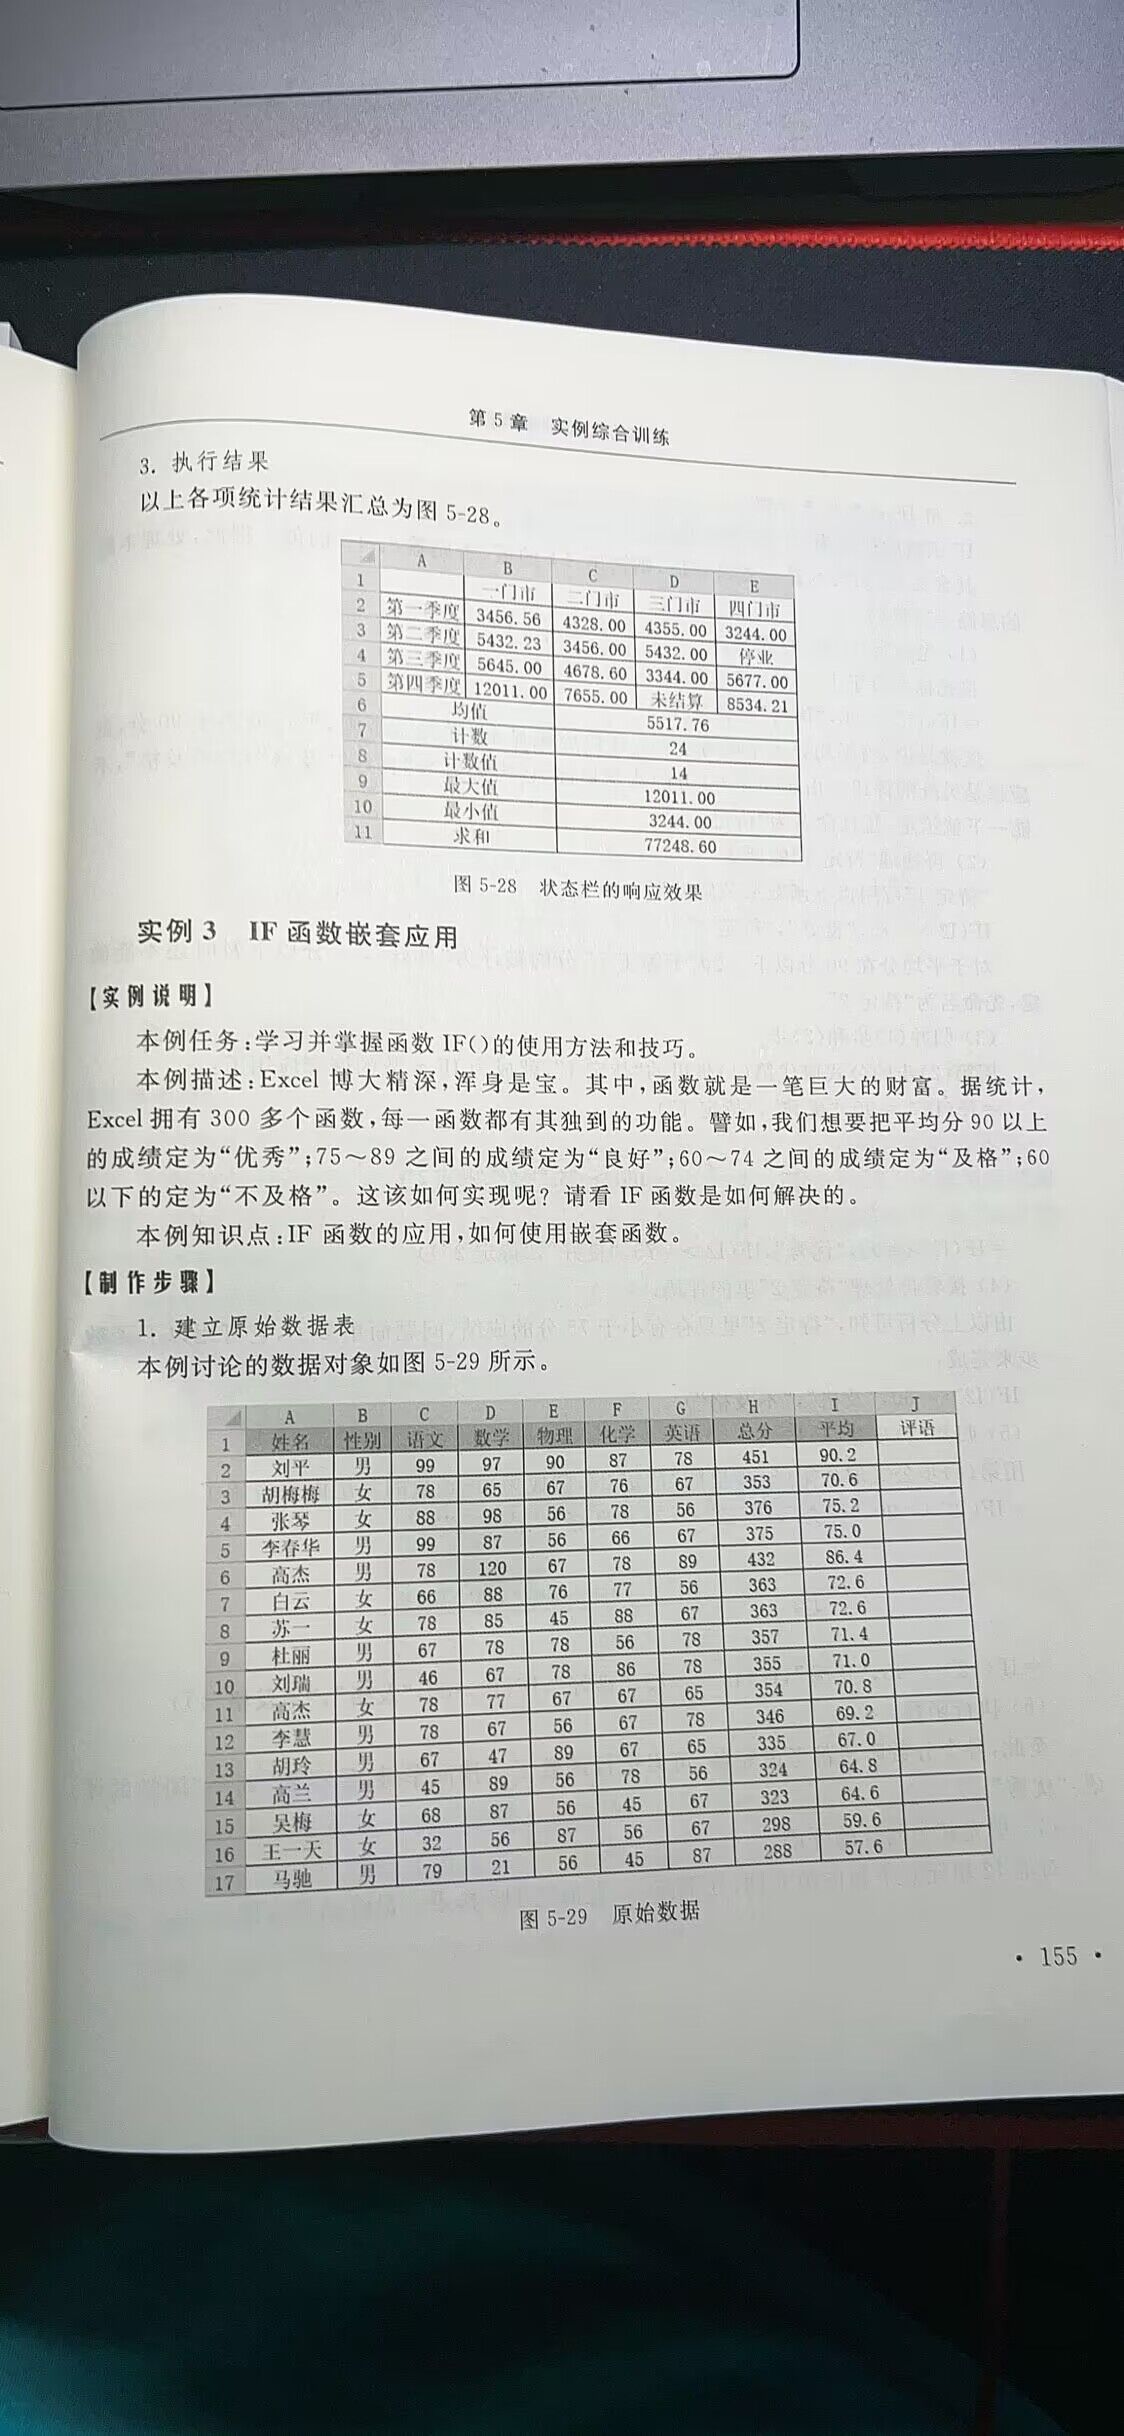 第5章 实例综合训练
3. 执行结果
以上各项统计结果汇总为图 5-28。
A B C D E
1 一门市 二门市 三门市 四门市
2 第一季度 3456.56 4328.00 4355.00 3244.00
3 第二季度 5432.23 3456.00 5432.00 停业
4 第三季度 5645.00 4678.60 3344.00 5677.00
5 第四季度 12011.00 7655.00 未结算 8534.21
6 均值 5517.76
7 计数 24
8 计数值 14
9 最大值 12011.00
10 最小值 3244.00
11 求和 77248.60
图 5-28 状态栏的响应效果
实例 3 IF 函数嵌套应用
【实例说明】
本例任务:学习并掌握函数 IF()的使用方法和技巧。
本例描述:Excel 博大精深,浑身是宝。其中,函数就是一笔巨大的财富。据统计,
Excel 拥有 300 多个函数,每一函数都有其独到的功能。譬如,我们想要把平均分 90 以上
的成绩定为“优秀”;75～89 之间的成绩定为“良好”;60～74 之间的成绩定为“及格”;60
以下的定为“不及格”。这该如何实现呢? 请看 IF 函数是如何解决的。
本例知识点:IF 函数的应用,如何使用嵌套函数。
【制作步骤】
1. 建立原始数据表
本例讨论的数据对象如图 5-29 所示。
A B C D E F G H I J
1 姓名 性别 语文 数学 物理 化学 英语 总分 平均 评语
2 刘平 男 99 97 90 87 78 451 90.2
3 胡梅梅 女 78 65 67 76 67 353 70.6
4 张琴 女 88 98 56 78 56 376 75.2
5 李春华 男 99 87 56 66 67 375 75.0
6 高杰 男 78 120 67 78 89 432 86.4
7 白云 女 66 88 76 77 56 363 72.6
8 苏一 女 78 85 45 88 67 363 72.6
9 杜丽 男 67 78 78 56 78 357 71.4
10 刘瑞 男 46 67 78 86 78 355 71.0
11 高杰 女 78 77 67 67 65 354 70.8
12 李慧 男 78 67 56 67 78 346 69.2
13 胡玲 男 67 47 89 67 65 335 67.0
14 高兰 男 45 89 56 78 56 324 64.8
15 吴梅 女 68 87 56 45 67 323 64.6
16 王一天 女 32 56 87 56 67 298 59.6
17 马驰 男 79 21 56 45 87 288 57.6
图 5-29 原始数据
• 155 •